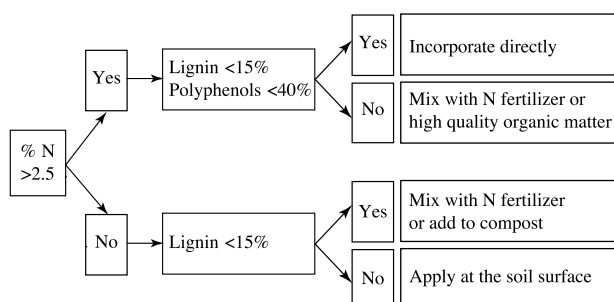 % N
>2.5
Yes
Lignin <15%
Polyphenols <40%
Yes
Incorporate directly
No
Mix with N fertilizer or
high quality organic matter
No
Lignin <15%
Yes
Mix with N fertilizer
or add to compost
No
Apply at the soil surface